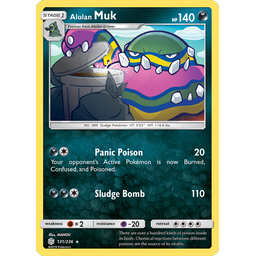 STAGE 2
Alolan Muk
HP 140
Evolves from Alolan Grimer
NO. 089 Sludge Pokémon HT: 3'03" WT: 114.6 lbs.
Panic Poison 20
Your opponent's Active Pokémon is now Burned,
Confused, and Poisoned.
Sludge Bomb 110
weakness ×2 resistance -20 retreat
Illus. MAHOU
There are over a hundred kinds of poison inside
its body. Chemical reactions between different
poisons are the source of its vitality.
131/236 ★
©2019 Pokémon